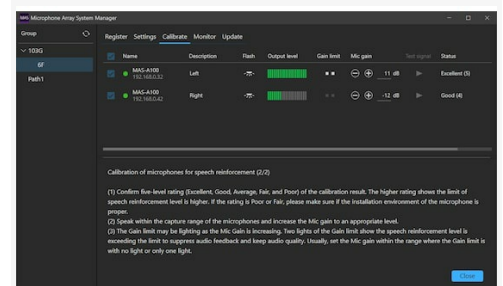 MAS Microphone Array System Manager
Group
Register Settings Calibrate Monitor Update
103G
6F
Path1
Name Description Flash Output level Gain limit Mic gain Test signal Status
MAS-A100 Left 11 dB Excellent (5)
192.168.0.32
MAS-A100 Right -12 dB Good (4)
192.168.0.42
Calibration of microphones for speech reinforcement (2/2)
(1) Confirm five-level rating (Excellent, Good, Average, Fair, and Poor) of the calibration result. The higher rating shows the limit of
speech reinforcement level is higher. If the rating is Poor or Fair, please make sure if the installation environment of the microphone is
proper.
(2) Speak within the capture range of the microphones and increase the Mic gain to an appropriate level.
(3) The Gain limit may be lighting as the Mic Gain is increasing. Two lights of the Gain limit show the speech reinforcement level is
exceeding the limit to suppress audio feedback and keep audio quality. Usually, set the Mic gain within the range where the Gain limit is
with no light or only one light.
Close